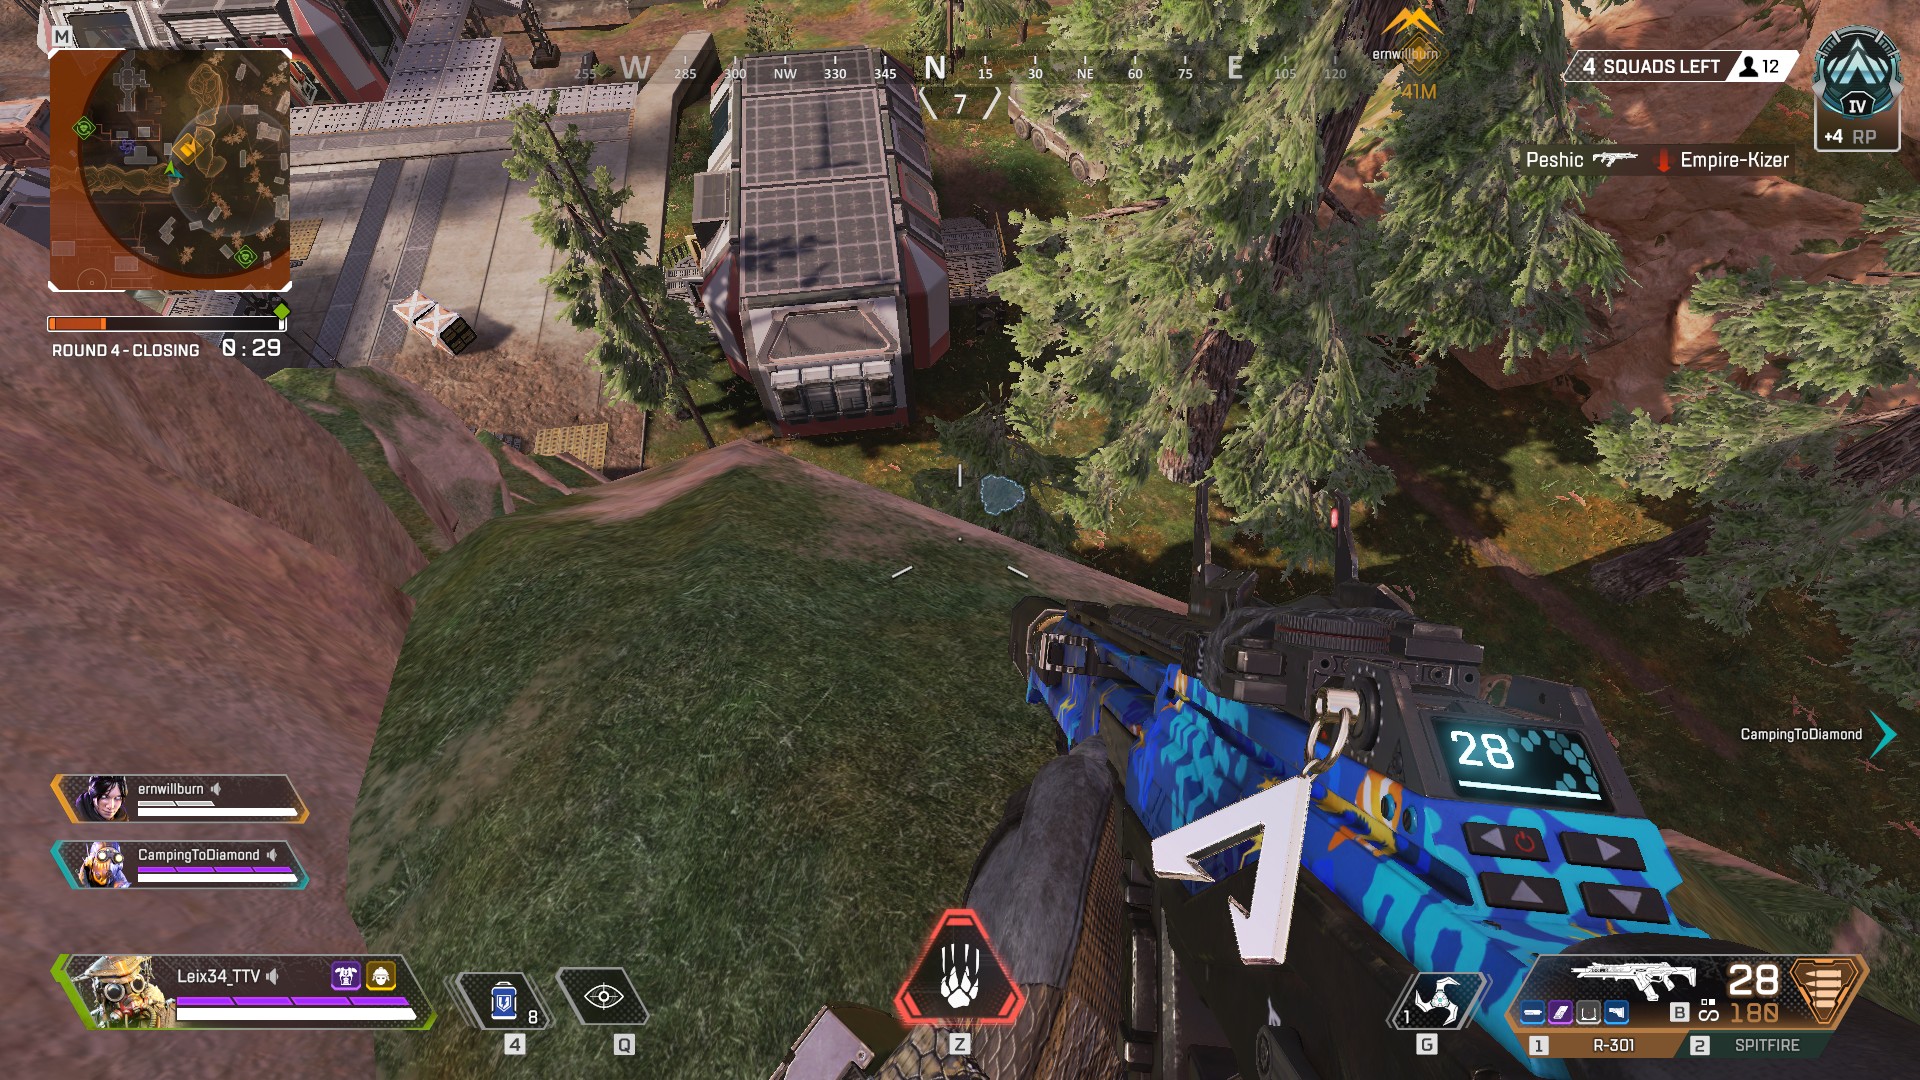 M
255 W 285 300 NW 330 345 N 15 30 NE 60 75 E 105 120
7
ernwillburn
41M
4 SQUADS LEFT 12
IV
+4 RP
Peshic Empire-Kizer
ROUND 4 - CLOSING 0:29
CampingToDiamond
28
ernwillburn
CampingToDiamond
Leix34_TTV
8
4
Q
Z
1
G
28
B 180
1 R-301 2 SPITFIRE